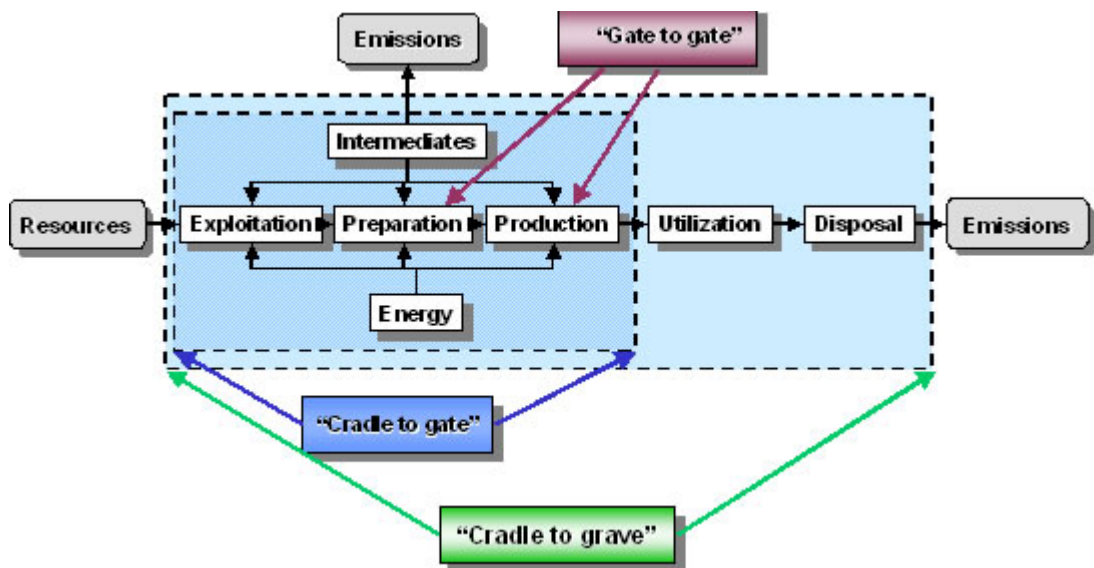 Emissions
“Gate to gate”
Intermediates
Resources
Exploitation
Preparation
Production
Utilization
Disposal
Emissions
Energy
“Cradle to gate”
“Cradle to grave”